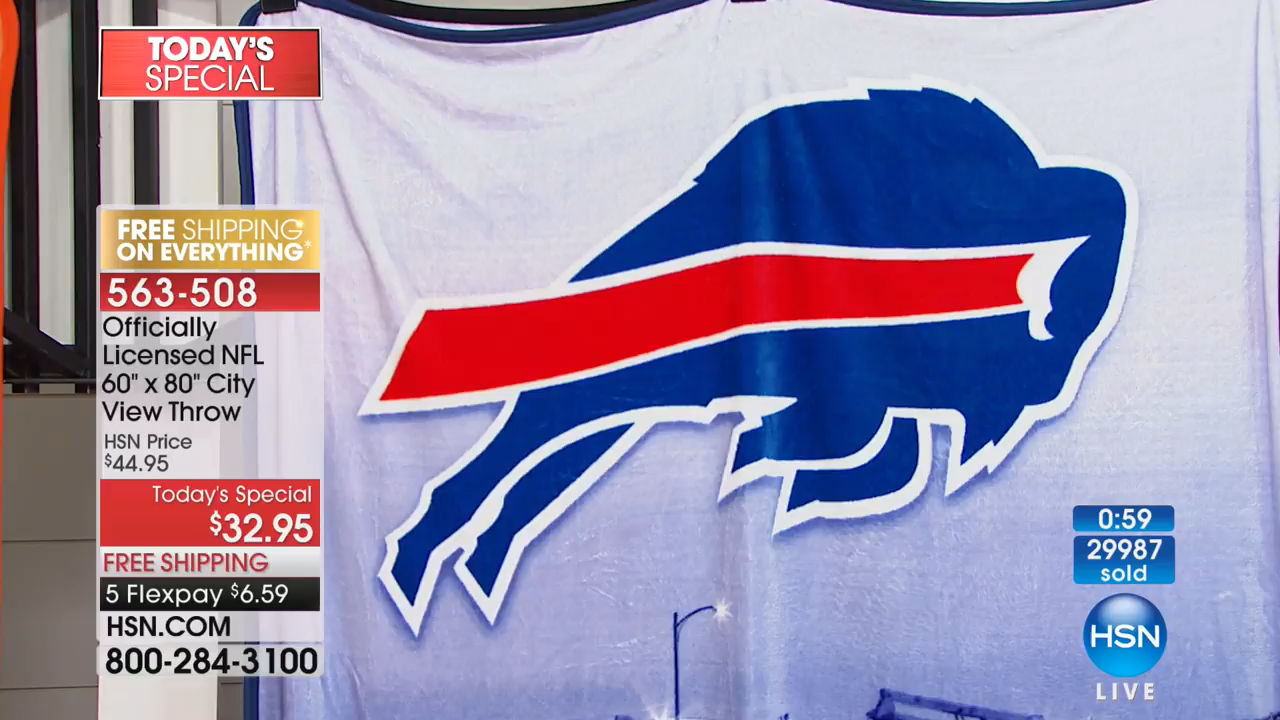 TODAY'S
SPECIAL
FREE SHIPPING
ON EVERYTHING*
563-508
Officially
Licensed NFL
60" x 80" City
View Throw
HSN Price
$44.95
Today's Special
$32.95
FREE SHIPPING
5 Flexpay $6.59
HSN.COM
800-284-3100
0:59
29987
sold
HSN
LIVE